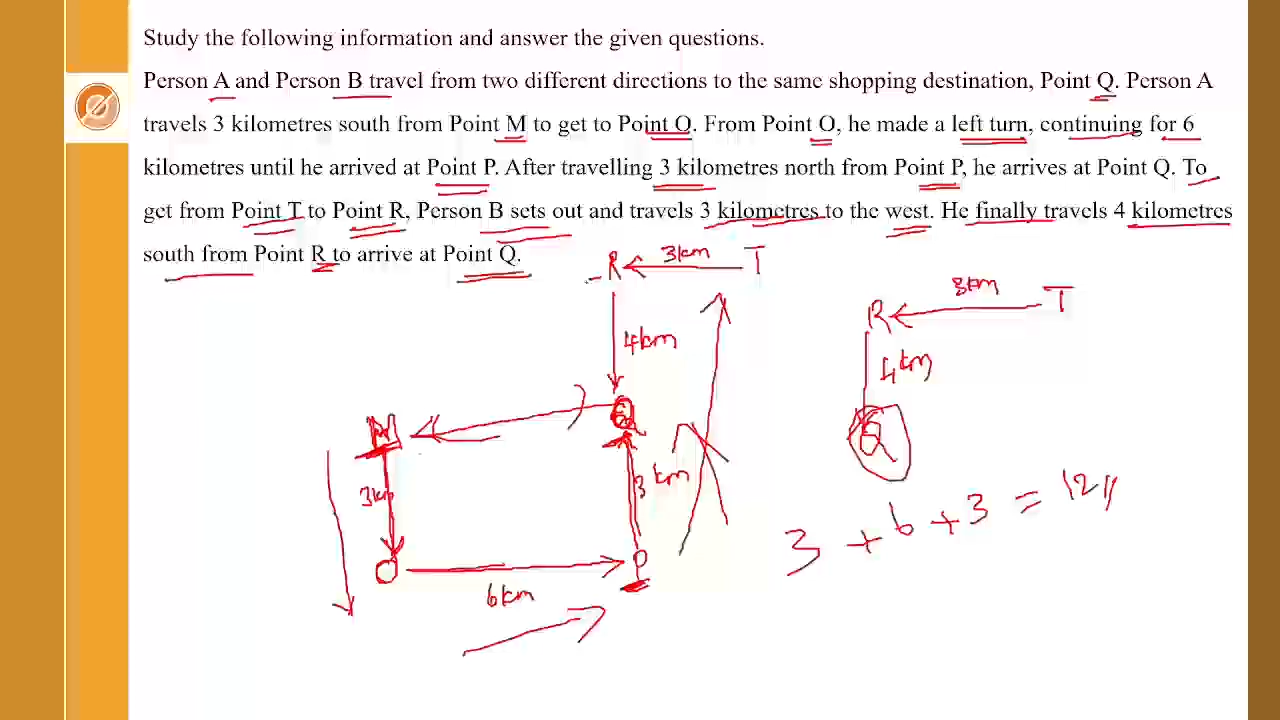 Study the following information and answer the given questions.
Person A and Person B travel from two different directions to the same shopping destination, Point Q. Person A
travels 3 kilometres south from Point M to get to Point O. From Point O, he made a left turn, continuing for 6
kilometres until he arrived at Point P. After travelling 3 kilometres north from Point P, he arrives at Point Q. To
get from Point T to Point R, Person B sets out and travels 3 kilometres to the west. He finally travels 4 kilometres
south from Point R to arrive at Point Q.
R 3km T
3km
R T
4km
4km
M Q
Q
3km 3 km
3 + 6 + 3 = 12
O P
6km